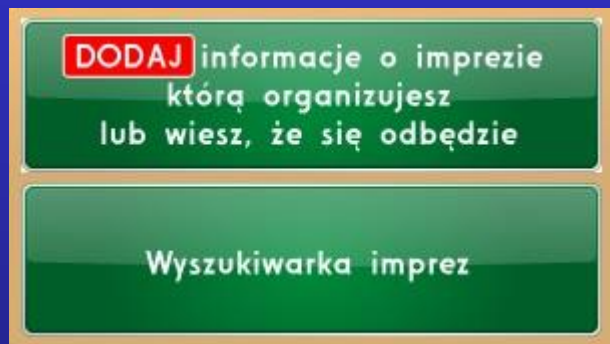 DODAJ informacje o imprezie
którą organizujesz
lub wiesz, że się odbędzie
Wyszukiwarka imprez